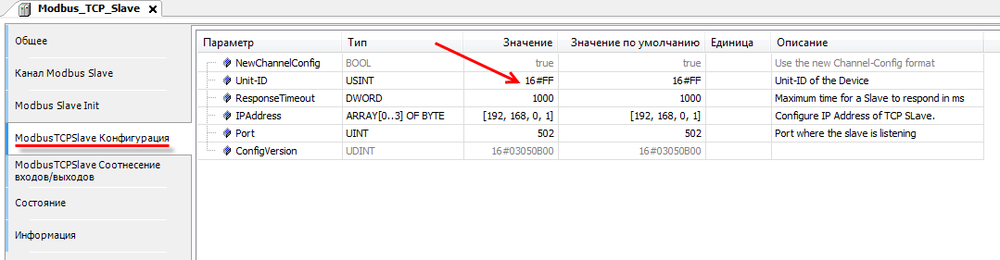 Modbus_TCP_Slave
Общее
Канал Modbus Slave
Modbus Slave Init
ModbusTCPSlave Конфигурация
ModbusTCPSlave Соотнесение
входов/выходов
Состояние
Информация
Параметр Тип Значение Значение по умолчанию Единица Описание
NewChannelConfig BOOL true true Use the new Channel-Config format
Unit-ID USINT 16#FF 16#FF Unit-ID of the Device
ResponseTimeout DWORD 1000 1000 Maximum time for a Slave to respond in ms
IPAddress ARRAY[0..3] OF BYTE [192, 168, 0, 1] [192, 168, 0, 1] Configure IP Address of TCP SLave.
Port UINT 502 502 Port where the slave is listening
ConfigVersion UDINT 16#03050B00 16#03050B00